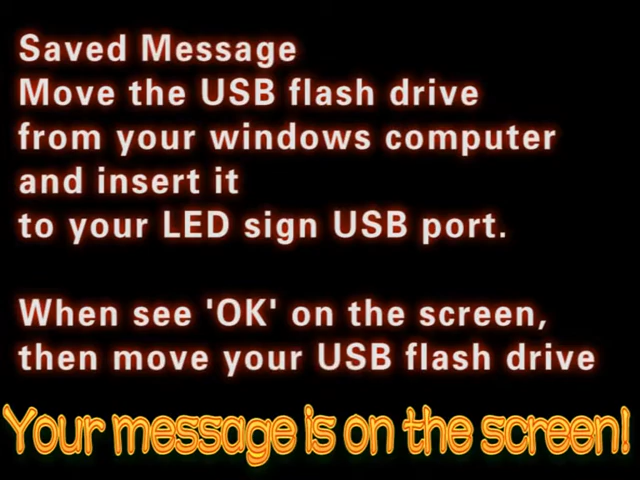 Saved Message
Move the USB flash drive
from your windows computer
and insert it
to your LED sign USB port.
When see 'OK' on the screen,
then move your USB flash drive
Your message is on the screen!